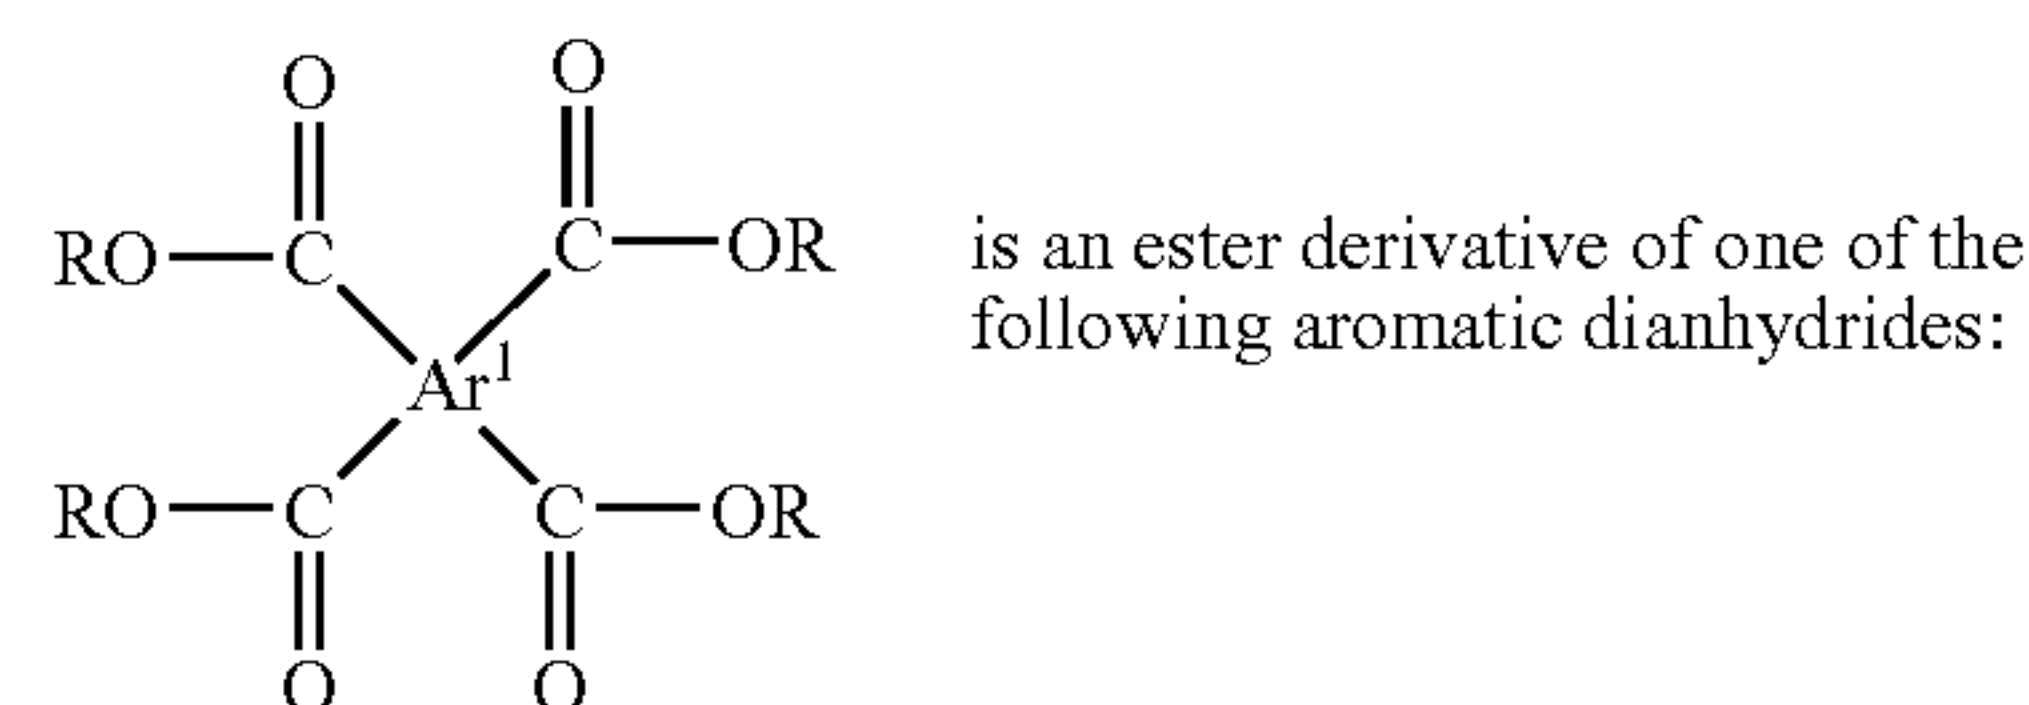 O O
RO C C OR
is an ester derivative of one of the
following aromatic dianhydrides:
Ar¹
RO C C OR
O O